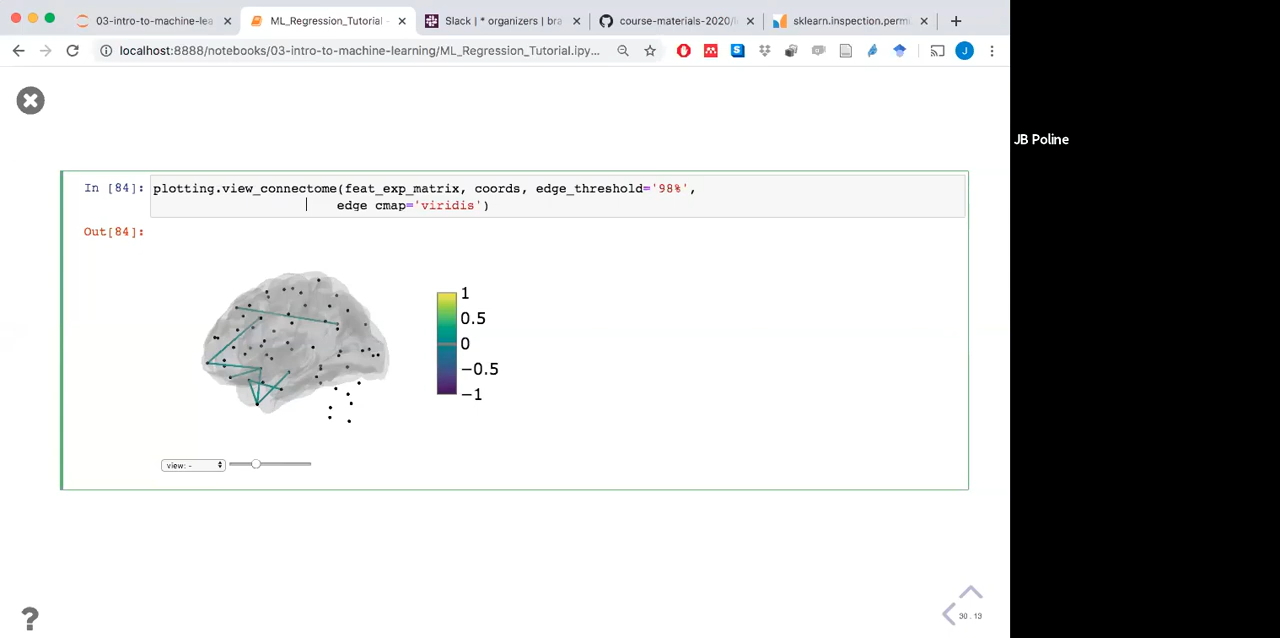 03-intro-to-machine-lea
ML_Regression_Tutorial -
Slack | * organizers | bra
course-materials-2020/
sklearn.inspection.perm
localhost:8888/notebooks/03-intro-to-machine-learning/ML_Regression_Tutorial.ipy...
J
JB Poline
In [84]: plotting.view_connectome(feat_exp_matrix, coords, edge_threshold='98%',
edge_cmap='viridis')
Out[84]:
1
0.5
0
−0.5
−1
view: -
30 . 13
?